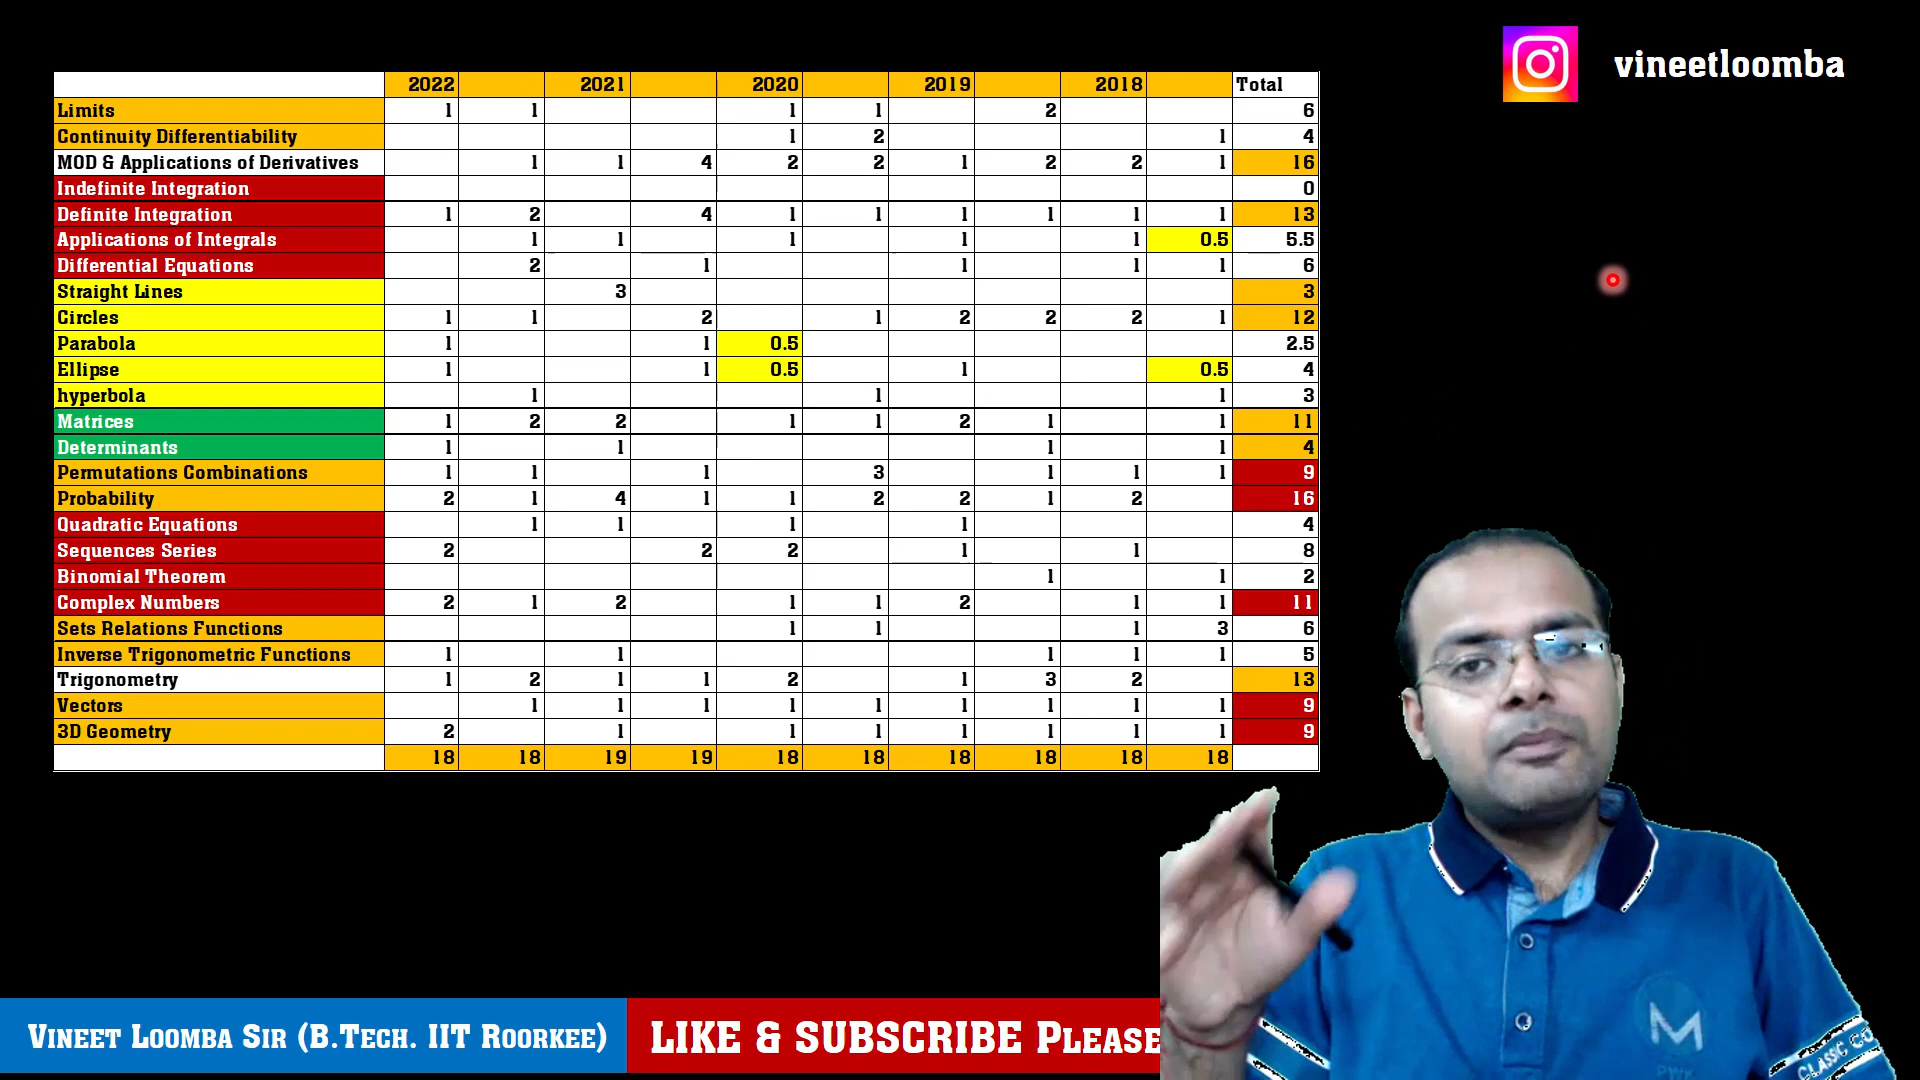 vineetloomba
2022 2021 2020 2019 2018 Total
Limits 1 1 1 1 2 6
Continuity Differentiability 1 2 1 4
MOD & Applications of Derivatives 1 1 4 2 2 1 2 2 1 16
Indefinite Integration 0
Definite Integration 1 2 4 1 1 1 1 1 1 13
Applications of Integrals 1 1 1 1 1 0.5 5.5
Differential Equations 2 1 1 1 1 6
Straight Lines 3 3
Circles 1 1 2 1 2 2 2 1 12
Parabola 1 1 0.5 2.5
Ellipse 1 1 0.5 1 0.5 4
hyperbola 1 1 1 3
Matrices 1 2 2 1 1 2 1 1 11
Determinants 1 1 1 1 4
Permutations Combinations 1 1 1 3 1 1 1 9
Probability 2 1 4 1 1 2 2 1 2 16
Quadratic Equations 1 1 1 1 4
Sequences Series 2 2 2 1 1 8
Binomial Theorem 1 1 2
Complex Numbers 2 1 2 1 1 2 1 1 11
Sets Relations Functions 1 1 1 3 6
Inverse Trigonometric Functions 1 1 1 1 1 5
Trigonometry 1 2 1 1 2 1 3 2 13
Vectors 1 1 1 1 1 1 1 1 1 9
3D Geometry 2 1 1 1 1 1 1 1 9
18 18 19 19 18 18 18 18 18 18
M
CLASSIC CO
VINEET LOOMBA SIR (B.TECH. IIT ROORKEE)
LIKE & SUBSCRIBE PLEASE